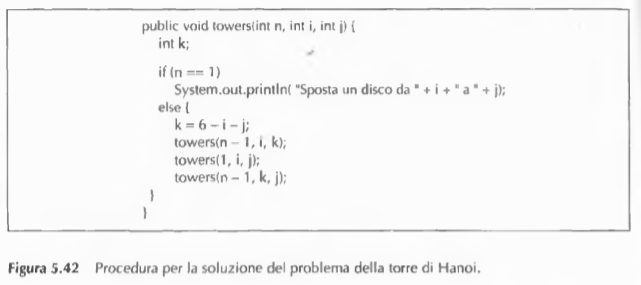 public void towers(int n, int i, int j) {
int k;
if (n == 1)
System.out.println( "Sposta un disco da " + i + " a " + j);
else {
k = 6 – i – j;
towers(n – 1, i, k);
towers(1, i, j);
towers(n – 1, k, j);
}
}
Figura 5.42 Procedura per la soluzione del problema della torre di Hanoi.